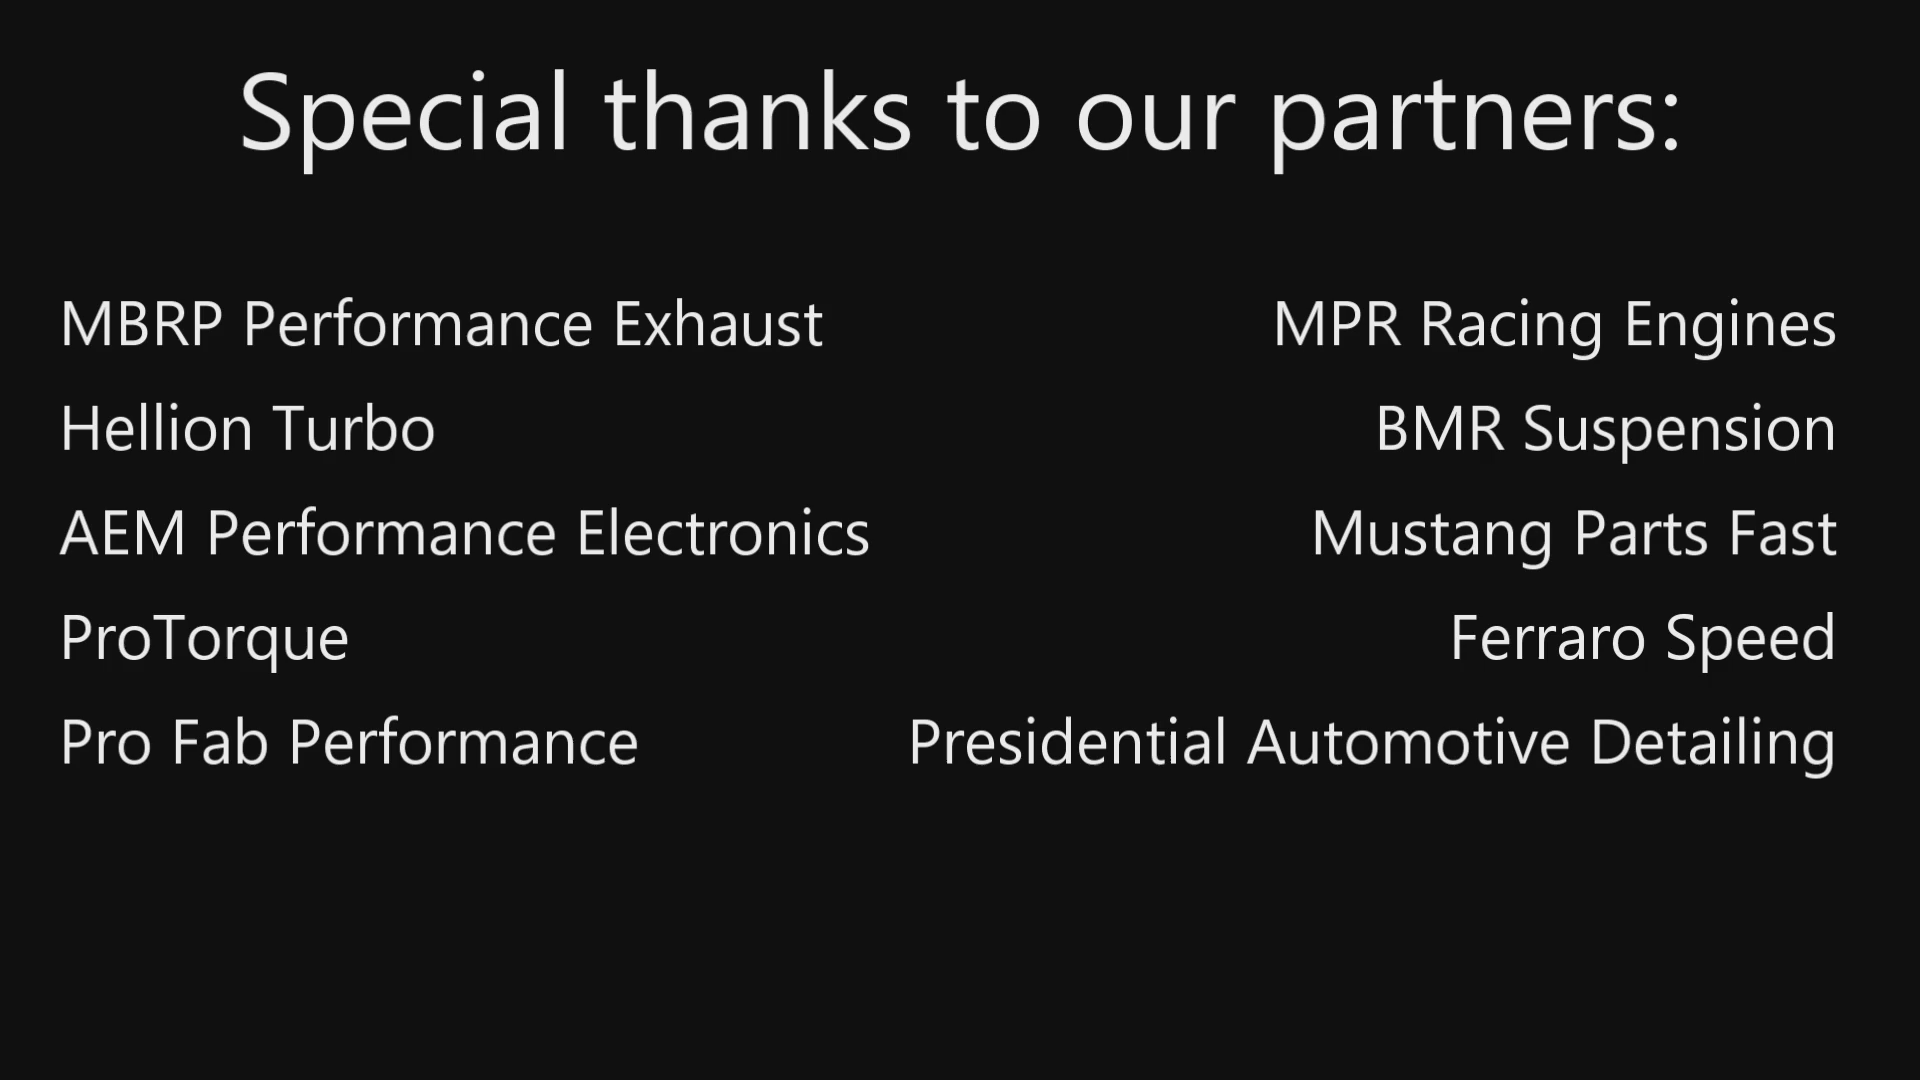 Special thanks to our partners:
MBRP Performance Exhaust
Hellion Turbo
AEM Performance Electronics
ProTorque
Pro Fab Performance
MPR Racing Engines
BMR Suspension
Mustang Parts Fast
Ferraro Speed
Presidential Automotive Detailing